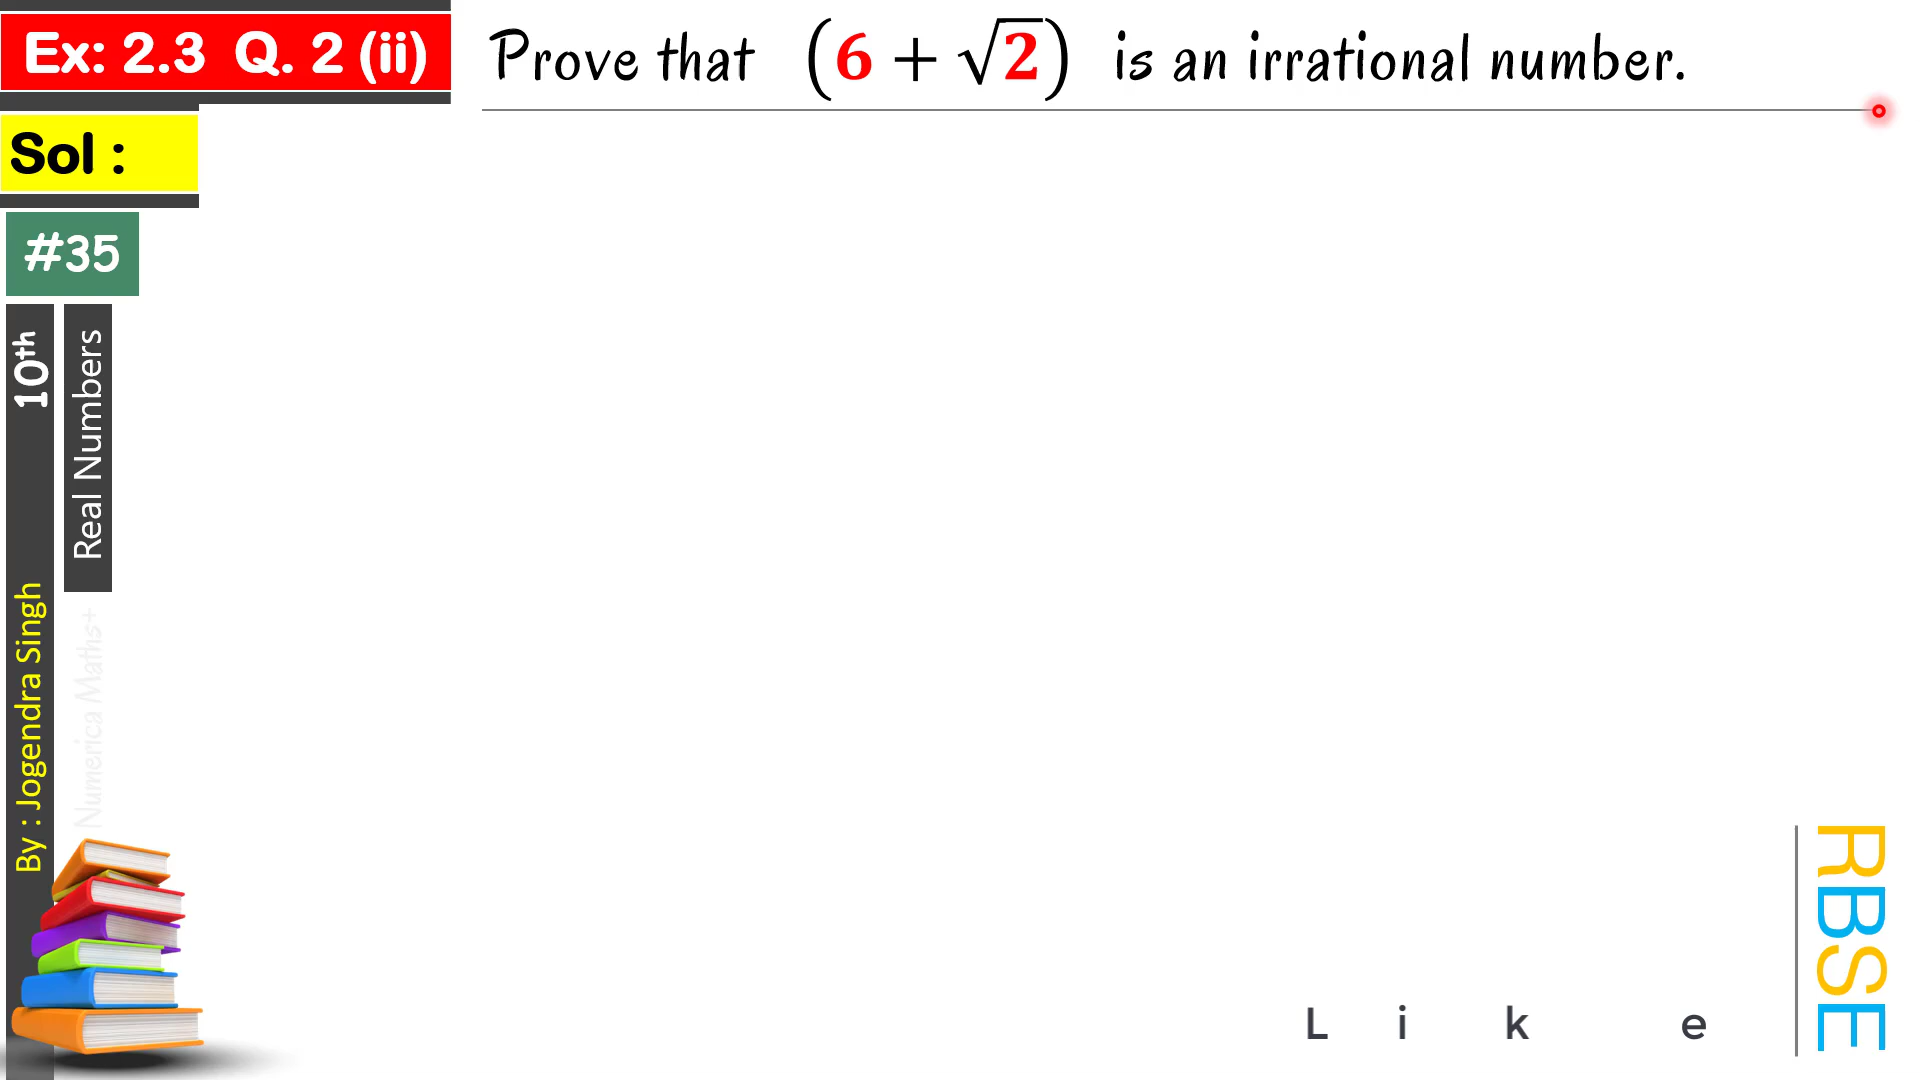 Ex: 2.3 Q. 2 (ii)
Prove that (6 + √2) is an irrational number.
Sol :
#35
10th
Real Numbers
By : Jogendra Singh
Numerica Maths+
RBSE
L i k e